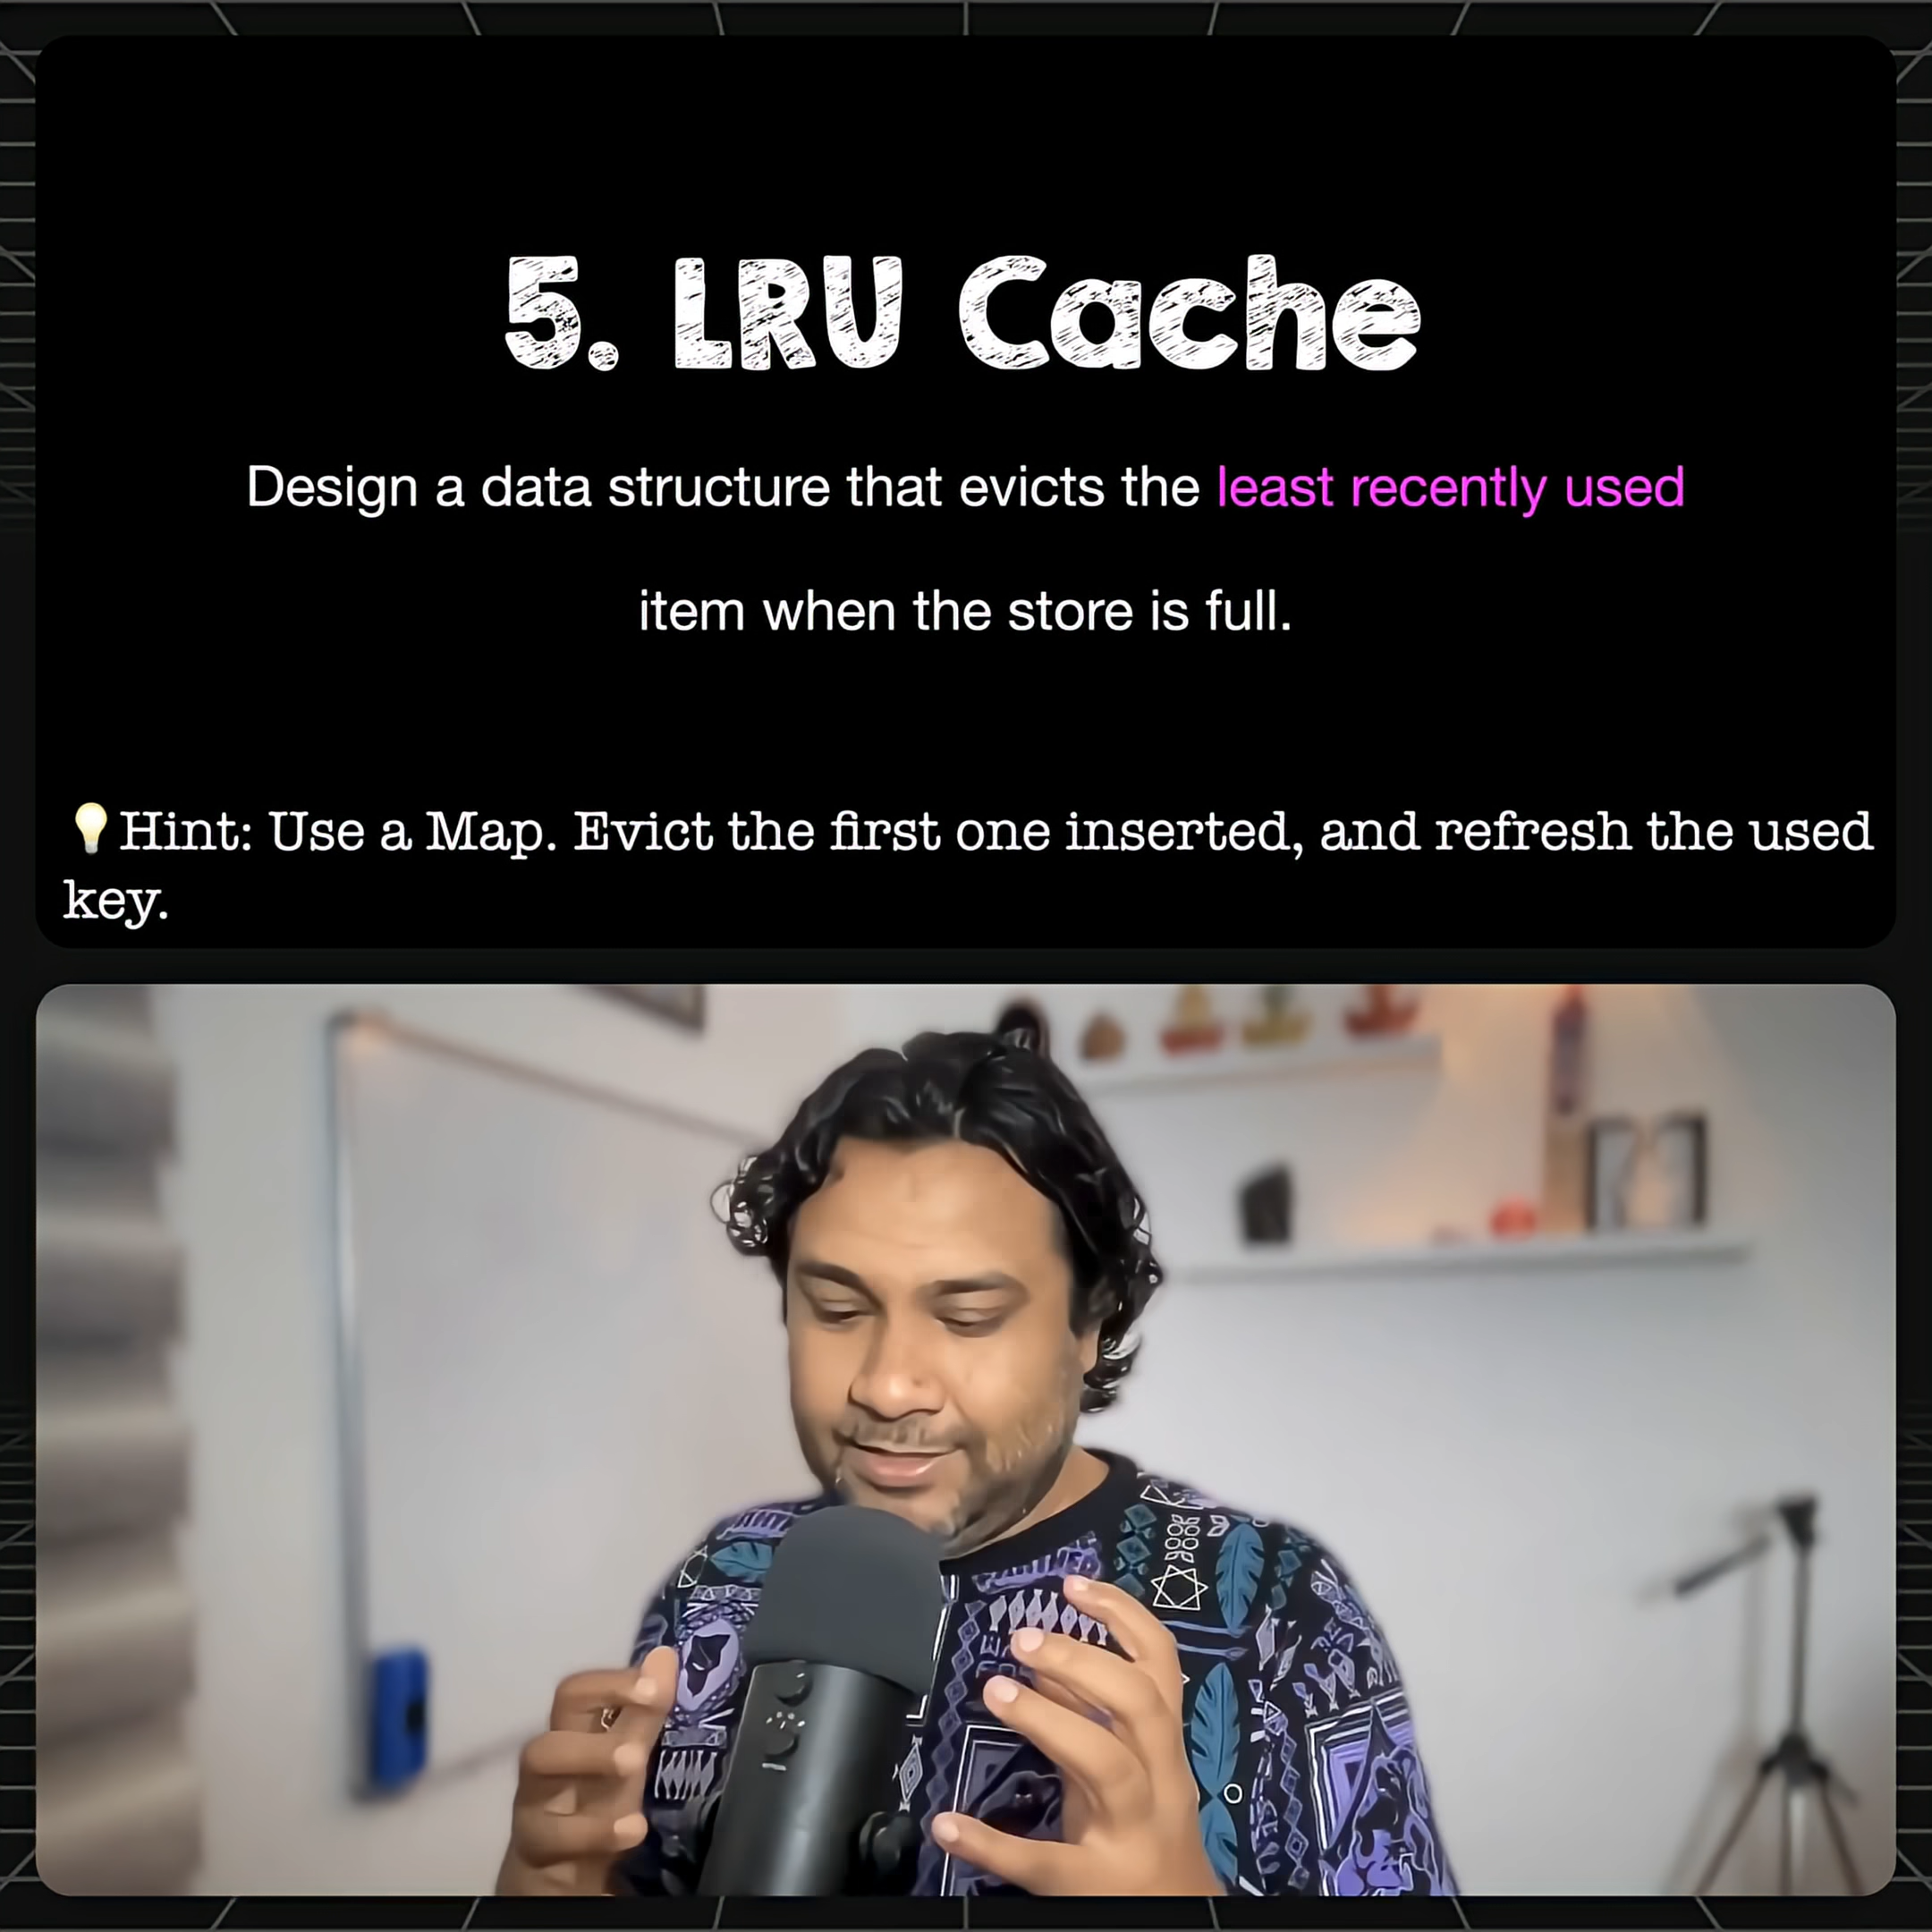 5. LRU Cache
Design a data structure that evicts the least recently used
item when the store is full.
💡Hint: Use a Map. Evict the first one inserted, and refresh the used
key.